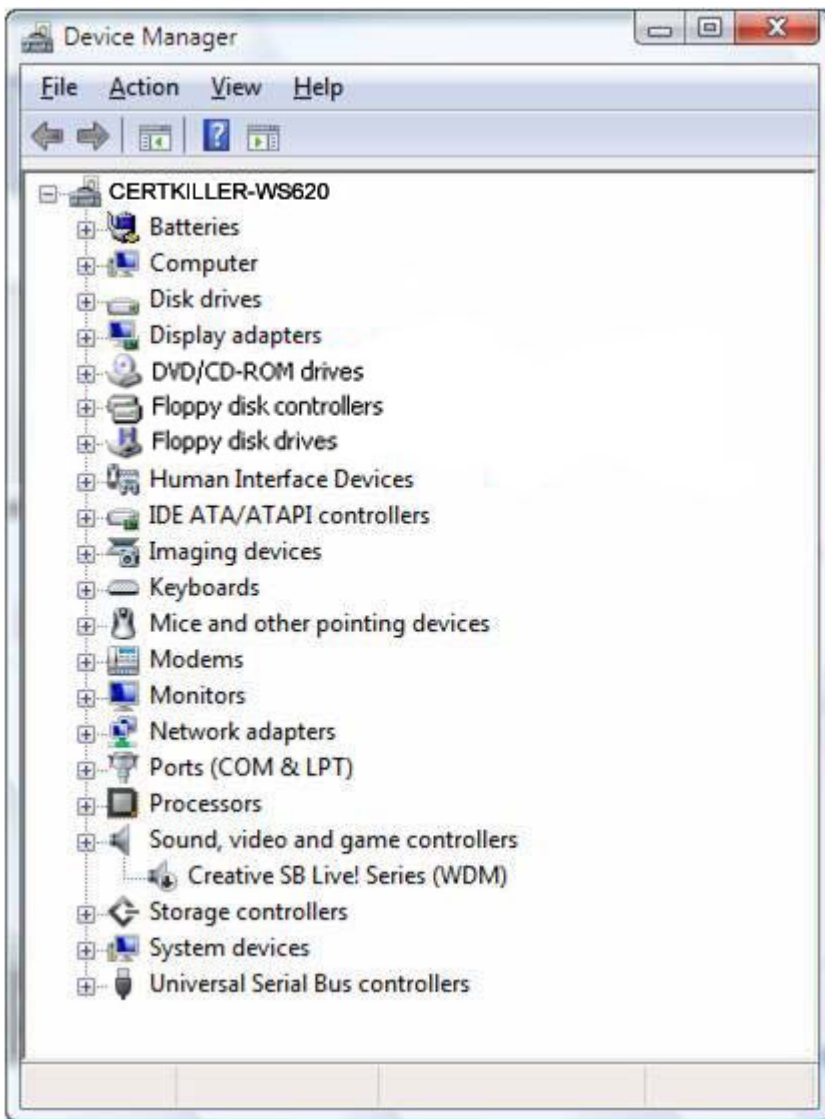 Device Manager
File Action View Help
CERTKILLER-WS620
Batteries
Computer
Disk drives
Display adapters
DVD/CD-ROM drives
Floppy disk controllers
Floppy disk drives
Human Interface Devices
IDE ATA/ATAPI controllers
Imaging devices
Keyboards
Mice and other pointing devices
Modems
Monitors
Network adapters
Ports (COM & LPT)
Processors
Sound, video and game controllers
Creative SB Live! Series (WDM)
Storage controllers
System devices
Universal Serial Bus controllers